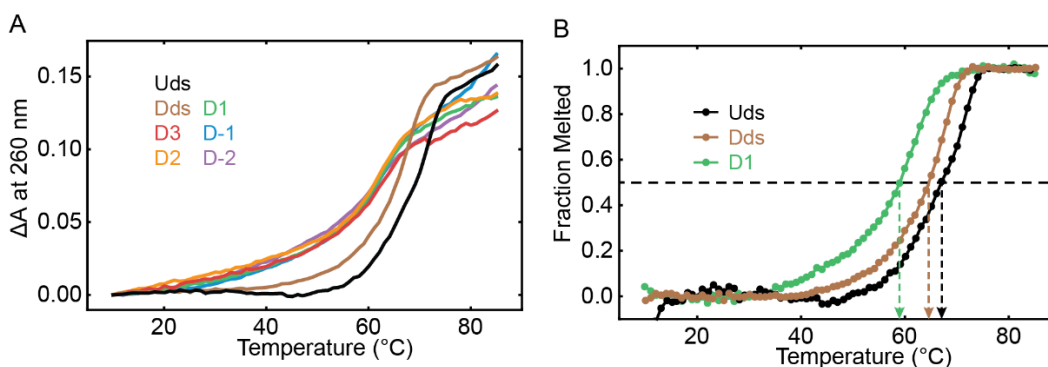 A
ΔA at 260 nm
0.15
0.10
0.05
0.00
Uds
Dds D1
D3 D-1
D2 D-2
20 40 60 80
Temperature (°C)
B
Fraction Melted
1.0
0.8
0.6
0.4
0.2
0.0
Uds
Dds
D1
20 40 60 80
Temperature (°C)